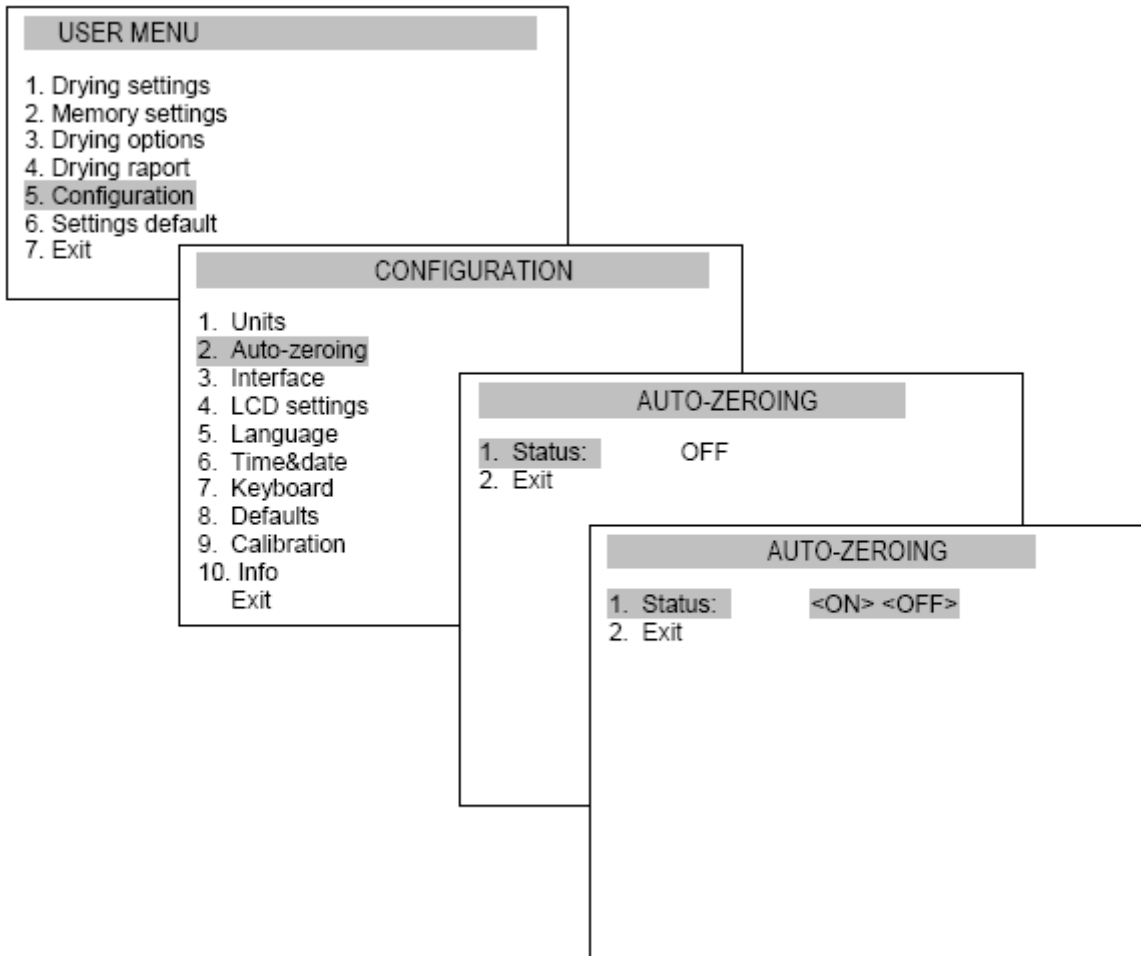 USER MENU
1. Drying settings
2. Memory settings
3. Drying options
4. Drying raport
5. Configuration
6. Settings default
7. Exit
CONFIGURATION
1. Units
2. Auto-zeroing
3. Interface
4. LCD settings
5. Language
6. Time&date
7. Keyboard
8. Defaults
9. Calibration
10. Info
Exit
AUTO-ZEROING
1. Status: OFF
2. Exit
AUTO-ZEROING
1. Status: <ON> <OFF>
2. Exit